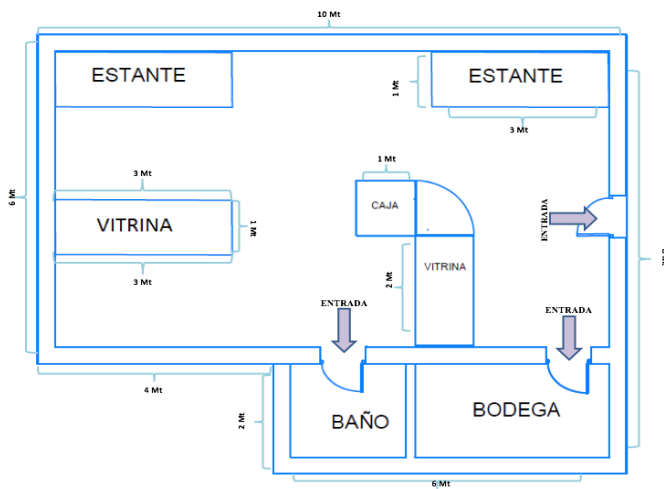 10 Mt
ESTANTE
ESTANTE
1 Mt
3 Mt
6 Mt
3 Mt
1 Mt
CAJA
VITRINA
1 Mt
ENTRADA
3 Mt
2 Mt
VITRINA
ENTRADA
ENTRADA
4 Mt
2 Mt
BAÑO
BODEGA
6 Mt